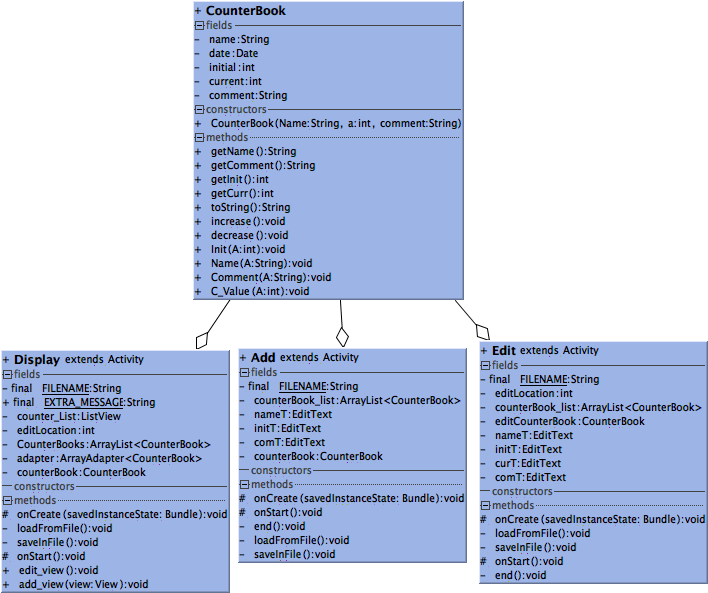 + CounterBook
fields
- name:String
- date:Date
- initial:int
- current:int
- comment:String
constructors
+ CounterBook(Name:String, a:int, comment:String)
methods
+ getName():String
+ getComment():String
+ getInit():int
+ getCurr():int
+ toString():String
+ increase():void
+ decrease():void
+ Init(A:int):void
+ Name(A:String):void
+ Comment(A:String):void
+ C_Value(A:int):void
+ Display extends Activity
fields
- final FILENAME:String
+ final EXTRA_MESSAGE:String
- counter_List:ListView
- editLocation:int
- CounterBooks:ArrayList<CounterBook>
- adapter:ArrayAdapter<CounterBook>
- counterBook:CounterBook
constructors
methods
# onCreate(savedInstanceState: Bundle):void
- loadFromFile():void
- saveInFile():void
# onStart():void
+ edit_view():void
+ add_view(view:View):void
+ Add extends Activity
fields
- final FILENAME:String
- counterBook_list:ArrayList<CounterBook>
- nameT:EditText
- initT:EditText
- comT:EditText
- counterBook:CounterBook
constructors
methods
# onCreate(savedInstanceState: Bundle):void
# onStart():void
- end():void
- loadFromFile():void
- saveInFile():void
+ Edit extends Activity
fields
- final FILENAME:String
- editLocation:int
- counterBook_list:ArrayList<CounterBook>
- editCounterBook:CounterBook
- nameT:EditText
- initT:EditText
- curT:EditText
- comT:EditText
constructors
methods
# onCreate(savedInstanceState: Bundle):void
- loadFromFile():void
- saveInFile():void
# onStart():void
- end():void